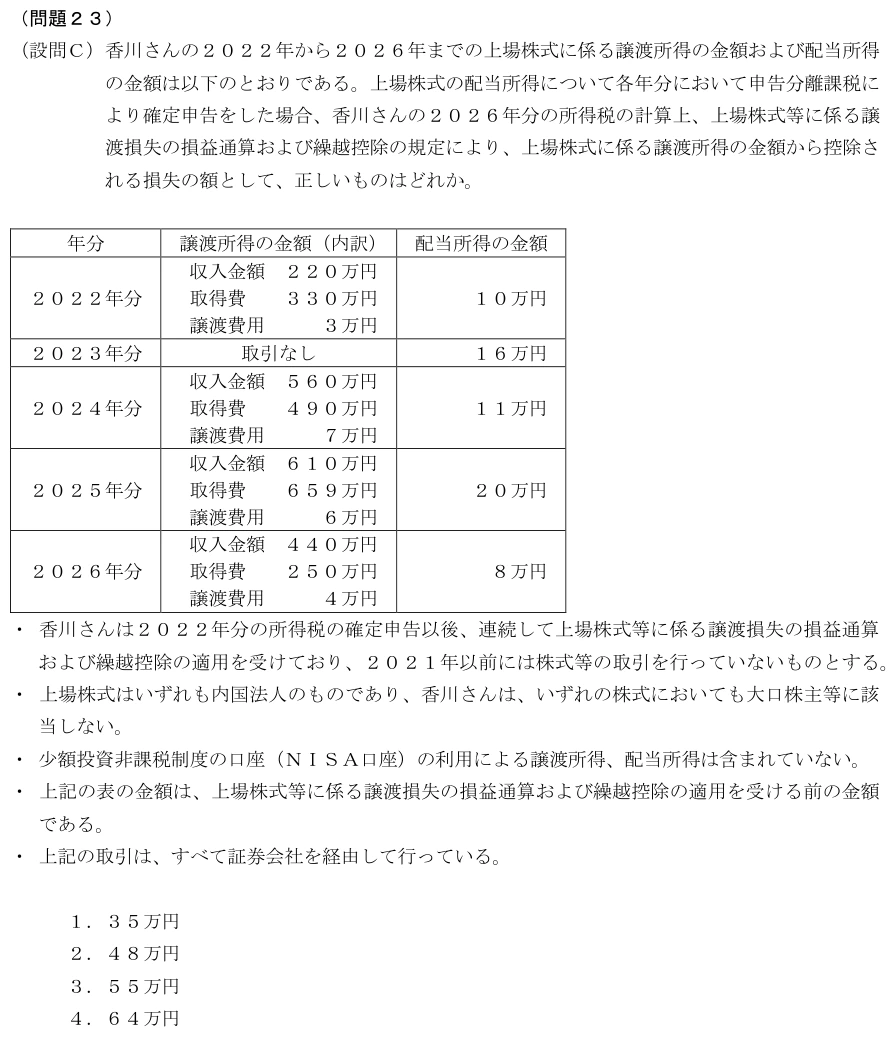 （問題２３）
（設問Ｃ）香川さんの２０２２年から２０２６年までの上場株式に係る譲渡所得の金額および配当所得
の金額は以下のとおりである。上場株式の配当所得について各年分において申告分離課税に
より確定申告をした場合、香川さんの２０２６年分の所得税の計算上、上場株式等に係る譲
渡損失の損益通算および繰越控除の規定により、上場株式に係る譲渡所得の金額から控除さ
れる損失の額として、正しいものはどれか。
年分 譲渡所得の金額（内訳） 配当所得の金額
２０２２年分 収入金額 ２２０万円 １０万円
取得費 ３３０万円
譲渡費用 ３万円
２０２３年分 取引なし １６万円
２０２４年分 収入金額 ５６０万円 １１万円
取得費 ４９０万円
譲渡費用 ７万円
２０２５年分 収入金額 ６１０万円 ２０万円
取得費 ６５９万円
譲渡費用 ６万円
２０２６年分 収入金額 ４４０万円 ８万円
取得費 ２５０万円
譲渡費用 ４万円
・ 香川さんは２０２２年分の所得税の確定申告以後、連続して上場株式等に係る譲渡損失の損益通算
および繰越控除の適用を受けており、２０２１年以前には株式等の取引を行っていないものとする。
・ 上場株式はいずれも内国法人のものであり、香川さんは、いずれの株式においても大口株主等に該
当しない。
・ 少額投資非課税制度の口座（ＮＩＳＡ口座）の利用による譲渡所得、配当所得は含まれていない。
・ 上記の表の金額は、上場株式等に係る譲渡損失の損益通算および繰越控除の適用を受ける前の金額
である。
・ 上記の取引は、すべて証券会社を経由して行っている。
１．３５万円
２．４８万円
３．５５万円
４．６４万円